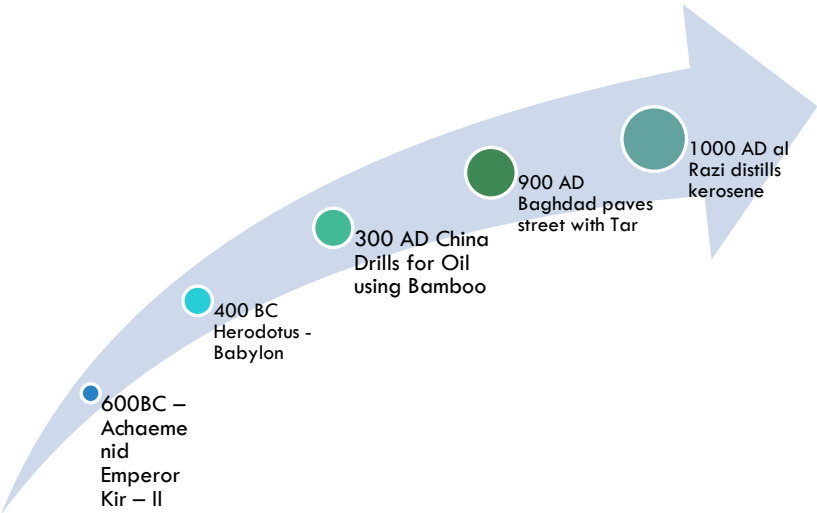 600BC – 
Achaeme
nid
Emperor
Kir – II
400 BC
Herodotus -
Babylon
300 AD China
Drills for Oil
using Bamboo
900 AD
Baghdad paves
street with Tar
1000 AD al
Razi distills
kerosene